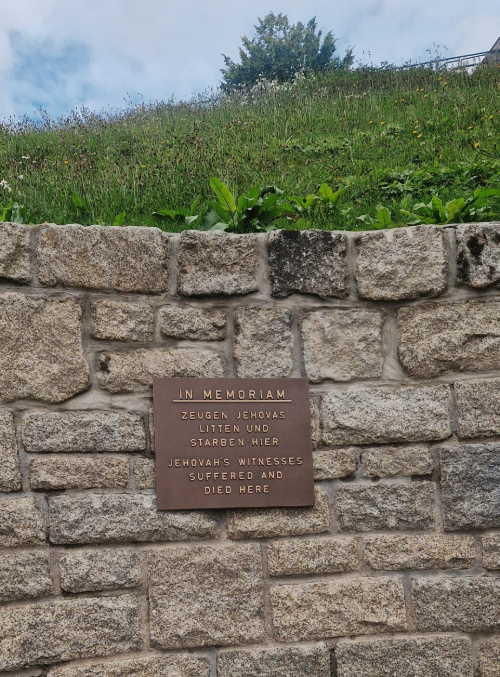 IN MEMORIAM
ZEUGEN JEHOVAS
LITTEN UND
STARBEN HIER
JEHOVAH'S WITNESSES
SUFFERED AND
DIED HERE